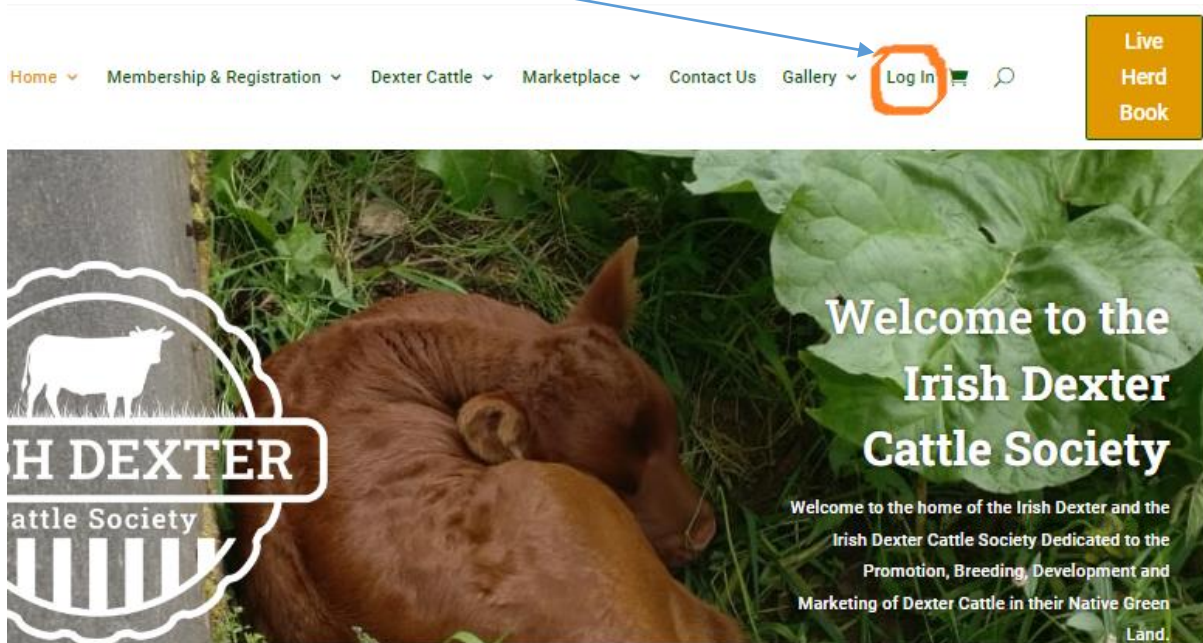 Home Membership & Registration Dexter Cattle Marketplace Contact Us Gallery Log In
Live
Herd
Book
SH DEXTER
attle Society
Welcome to the
Irish Dexter
Cattle Society
Welcome to the home of the Irish Dexter and the
Irish Dexter Cattle Society Dedicated to the
Promotion, Breeding, Development and
Marketing of Dexter Cattle in their Native Green
Land.